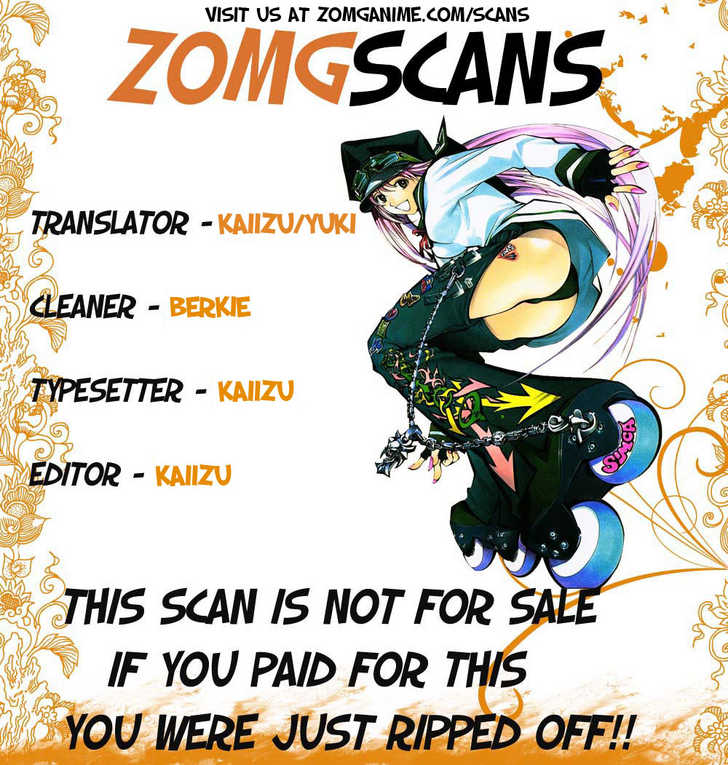 VISIT US AT ZOMGANIME.COM/SCANS
ZOMGSCANS
TRANSLATOR - KAIIZU/YUKI
CLEANER - BERKIE
TYPESETTER - KAIIZU
EDITOR - KAIIZU
SIMCA
THIS SCAN IS NOT FOR SALE
IF YOU PAID FOR THIS
YOU WERE JUST RIPPED OFF!!